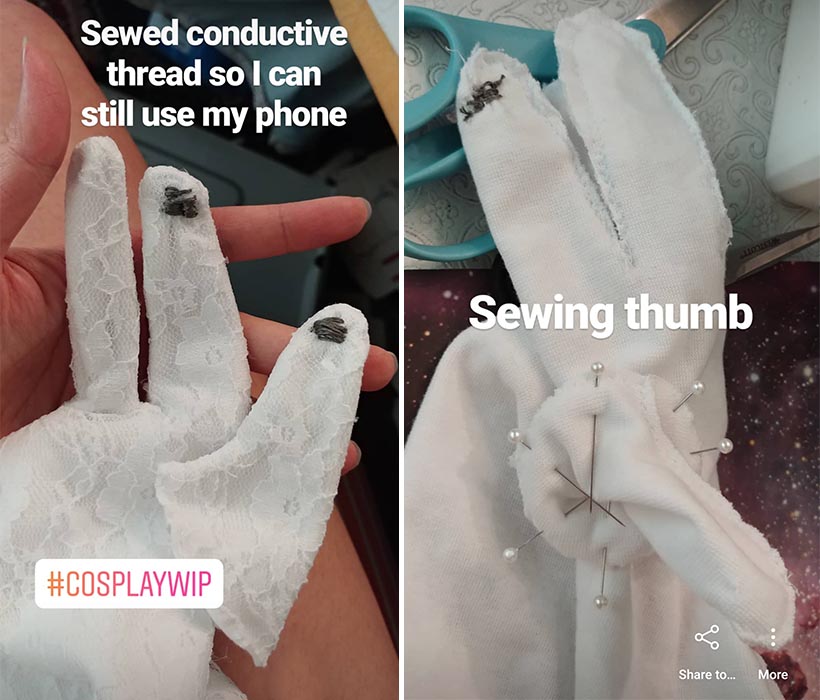 Sewed conductive
thread so I can
still use my phone
#COSPLAYWIP
Sewing thumb
Share to...
More